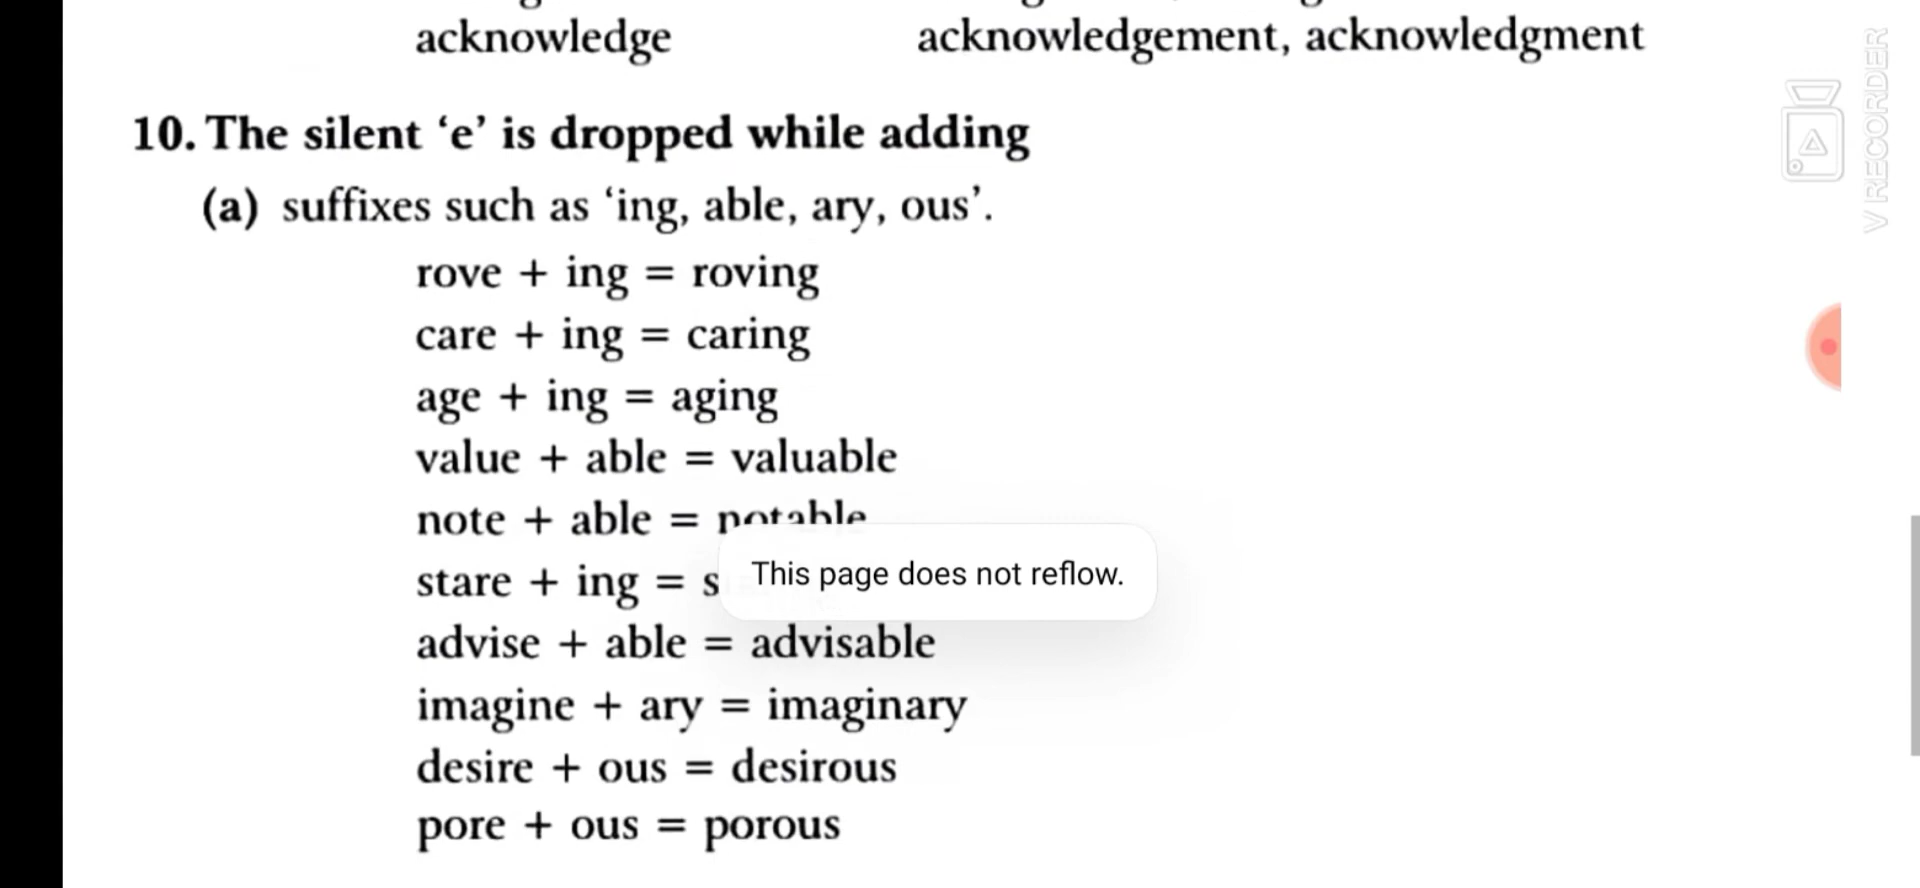 acknowledge acknowledgement, acknowledgment
10. The silent ‘e’ is dropped while adding
(a) suffixes such as ‘ing, able, ary, ous’.
rove + ing = roving
care + ing = caring
age + ing = aging
value + able = valuable
note + able = notable
stare + ing = s
This page does not reflow.
advise + able = advisable
imagine + ary = imaginary
desire + ous = desirous
pore + ous = porous
V RECORDER